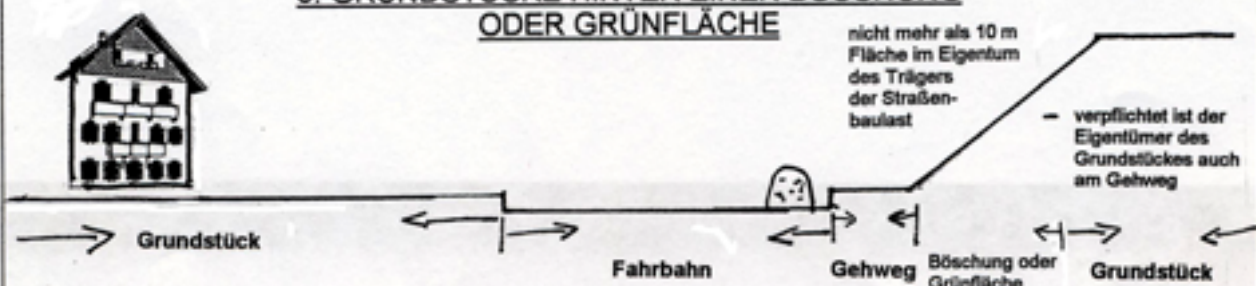 ODER GRÜNFLÄCHE
nicht mehr als 10 m
Fläche im Eigentum
des Trägers
der Straßen-
baulast
- verpflichtet ist der
Eigentümer des
Grundstückes auch
am Gehweg
Grundstück
Fahrbahn
Gehweg
Böschung oder
Grünfläche
Grundstück